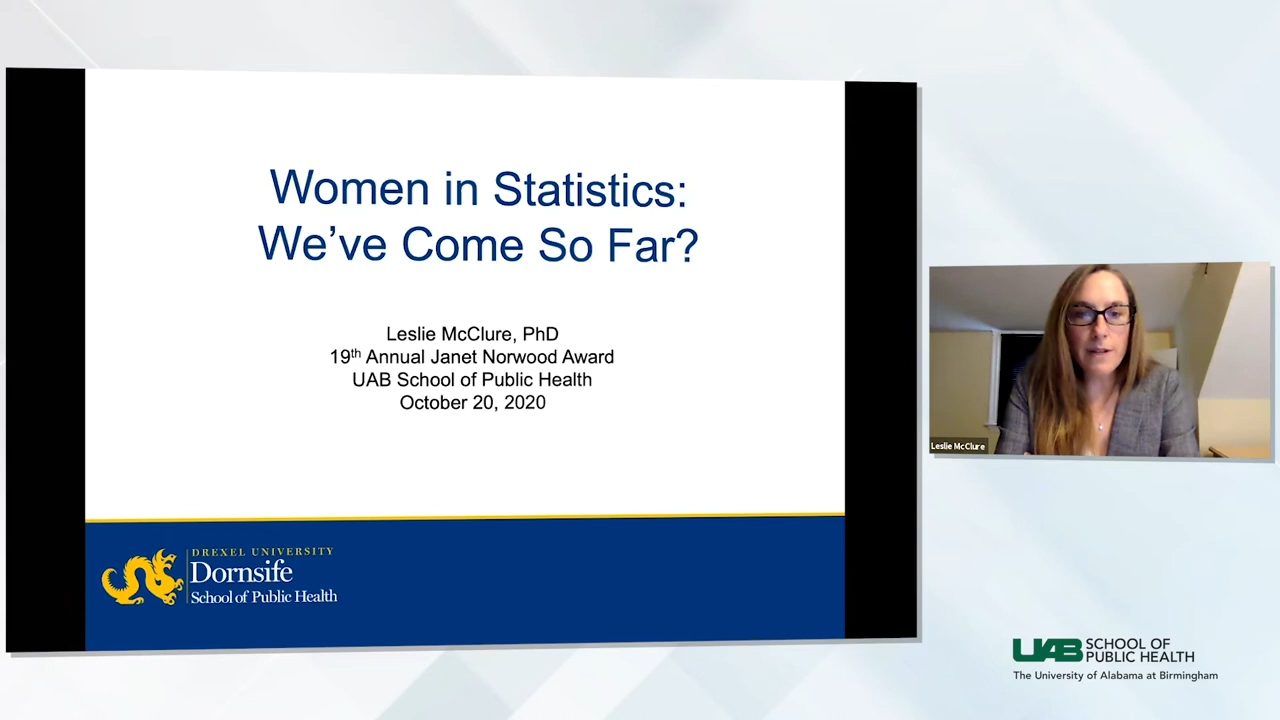 Women in Statistics:
We've Come So Far?
Leslie McClure, PhD
19th Annual Janet Norwood Award
UAB School of Public Health
October 20, 2020
DREXEL UNIVERSITY
Dornsife
School of Public Health
Leslie McClure
UAB SCHOOL OF
PUBLIC HEALTH
The University of Alabama at Birmingham